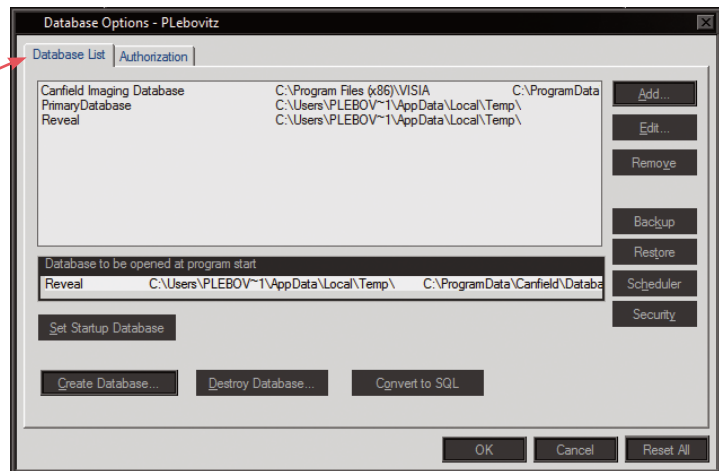 Database Options - PLebovitz
Database List Authorization
Canfield Imaging Database C:\Program Files (x86)\VISIA C:\ProgramData
PrimaryDatabase C:\Users\PLEBOV~1\AppData\Local\Temp\
Reveal C:\Users\PLEBOV~1\AppData\Local\Temp\
Add...
Edit...
Remove
Backup
Restore
Scheduler
Security
Database to be opened at program start
Reveal C:\Users\PLEBOV~1\AppData\Local\Temp\ C:\ProgramData\Canfield\Databa
Set Startup Database
Create Database... Destroy Database... Convert to SQL
OK Cancel Reset All